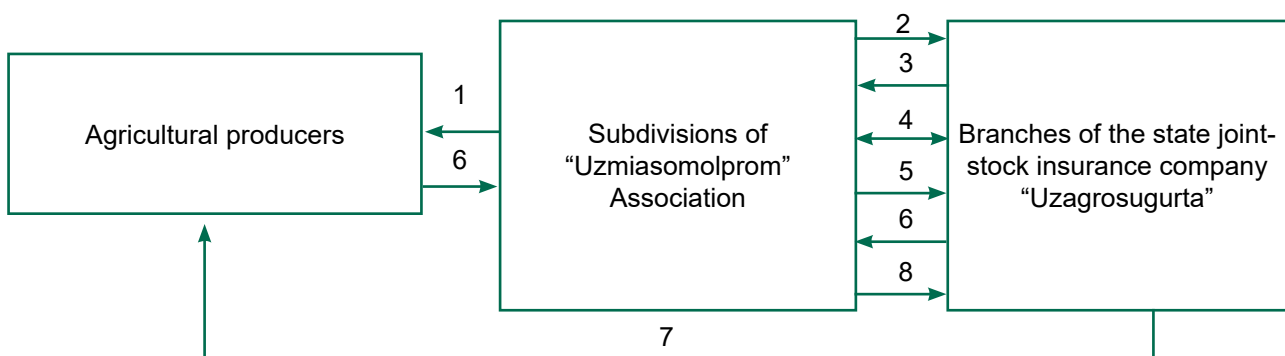 Agricultural producers
1
6
Subdivisions of
“Uzmiasomolprom”
Association
2
3
4
5
6
8
Branches of the state joint-
stock insurance company
“Uzagrosugurta”
7